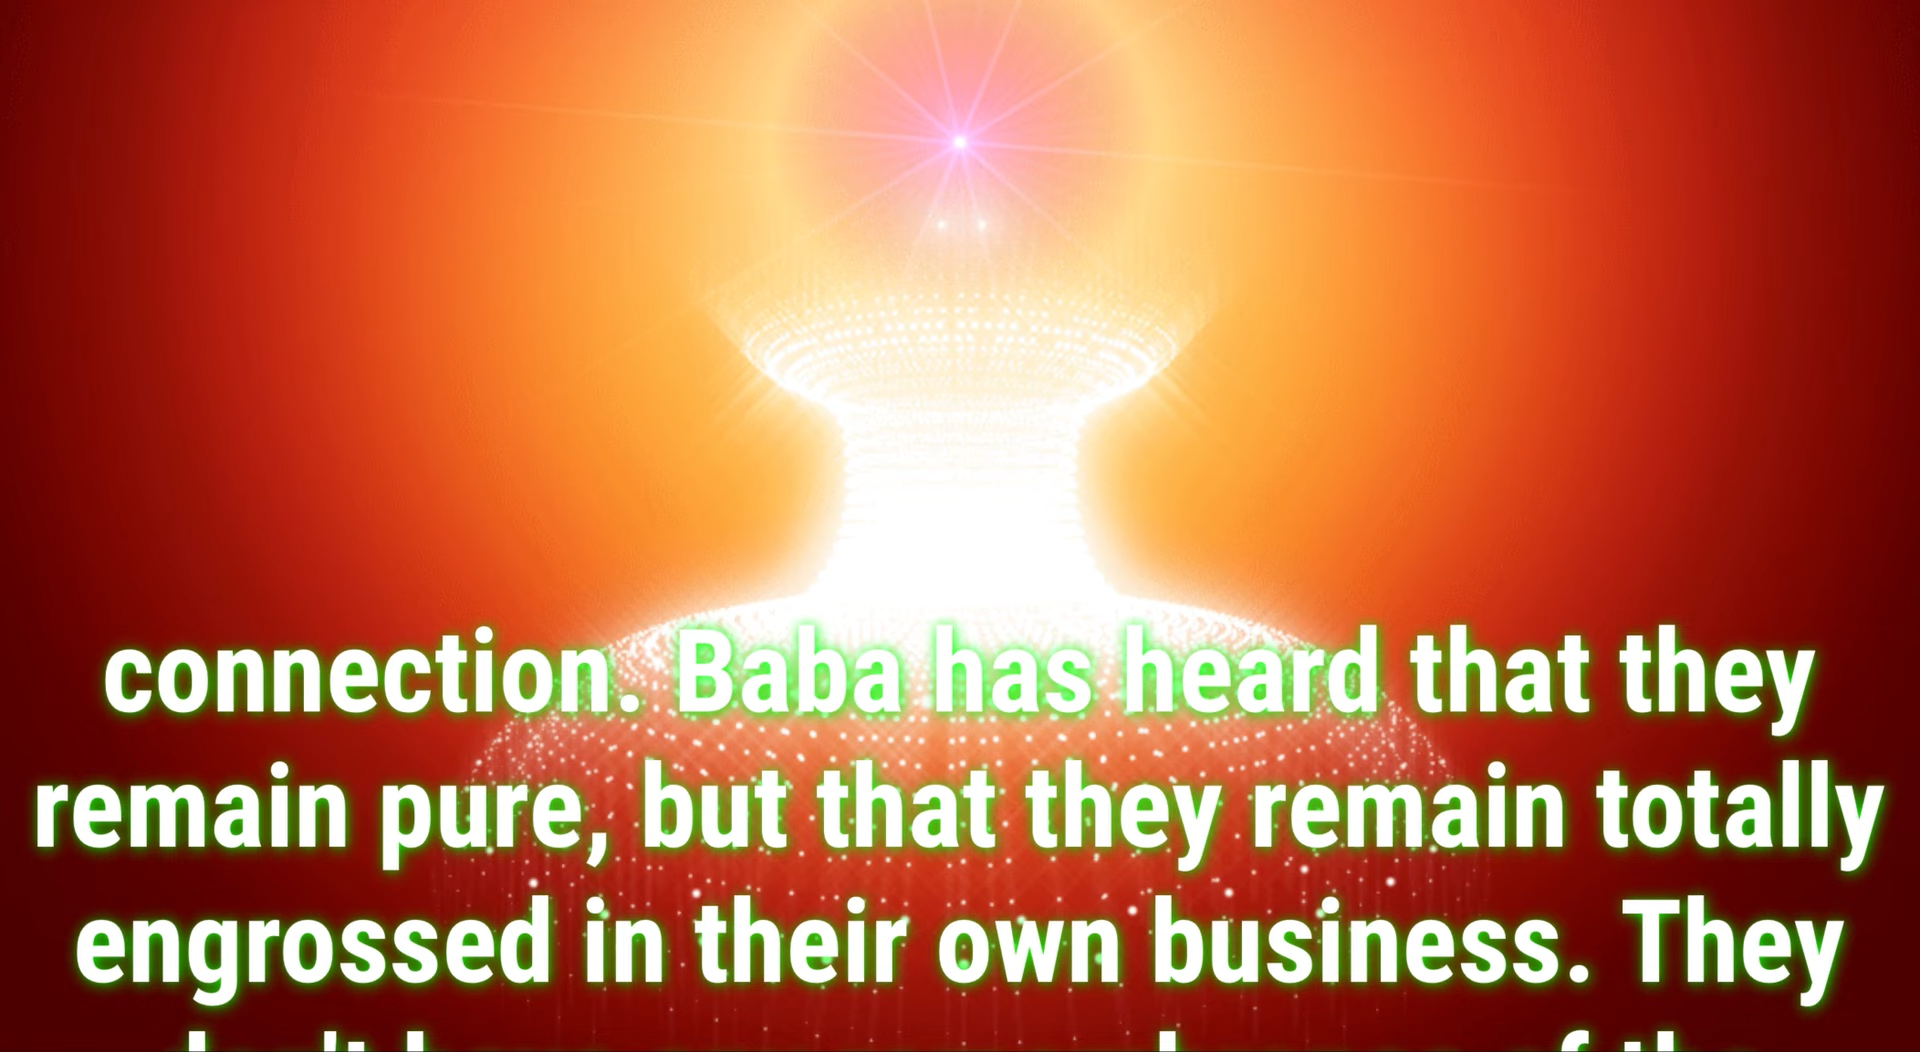 connection. Baba has heard that they
remain pure, but that they remain totally
engrossed in their own business. They